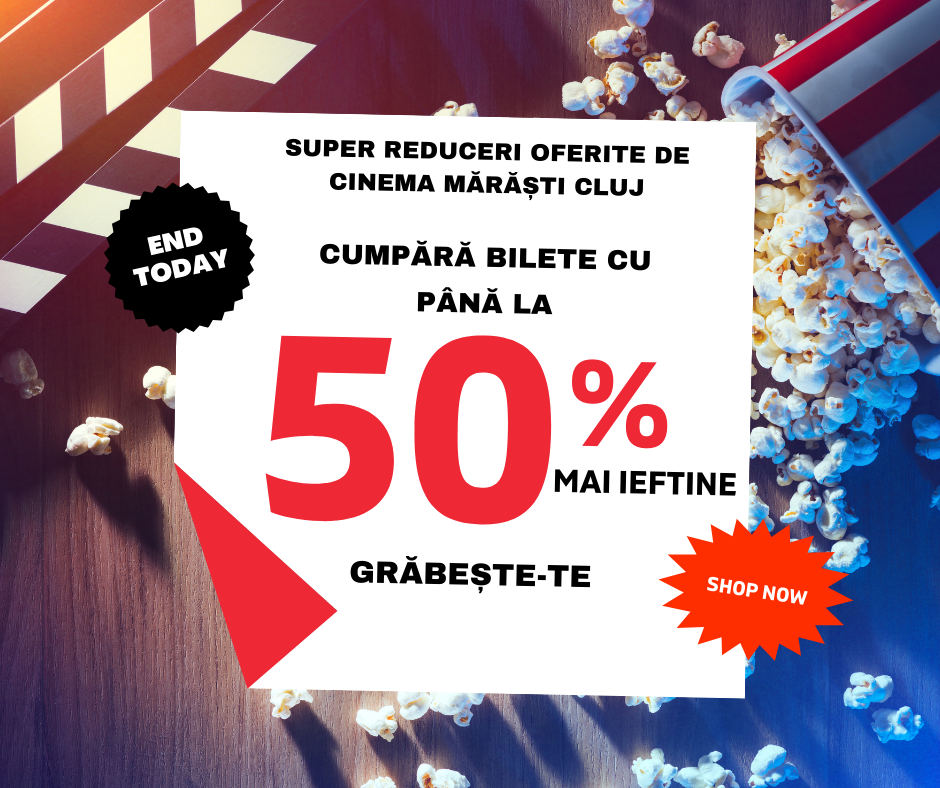 SUPER REDUCERI OFERITE DE
CINEMA MĂRĂȘTI CLUJ
END
TODAY
CUMPĂRĂ BILETE CU
PÂNĂ LA
50%
MAI IEFTINE
GRĂBEȘTE-TE
SHOP NOW